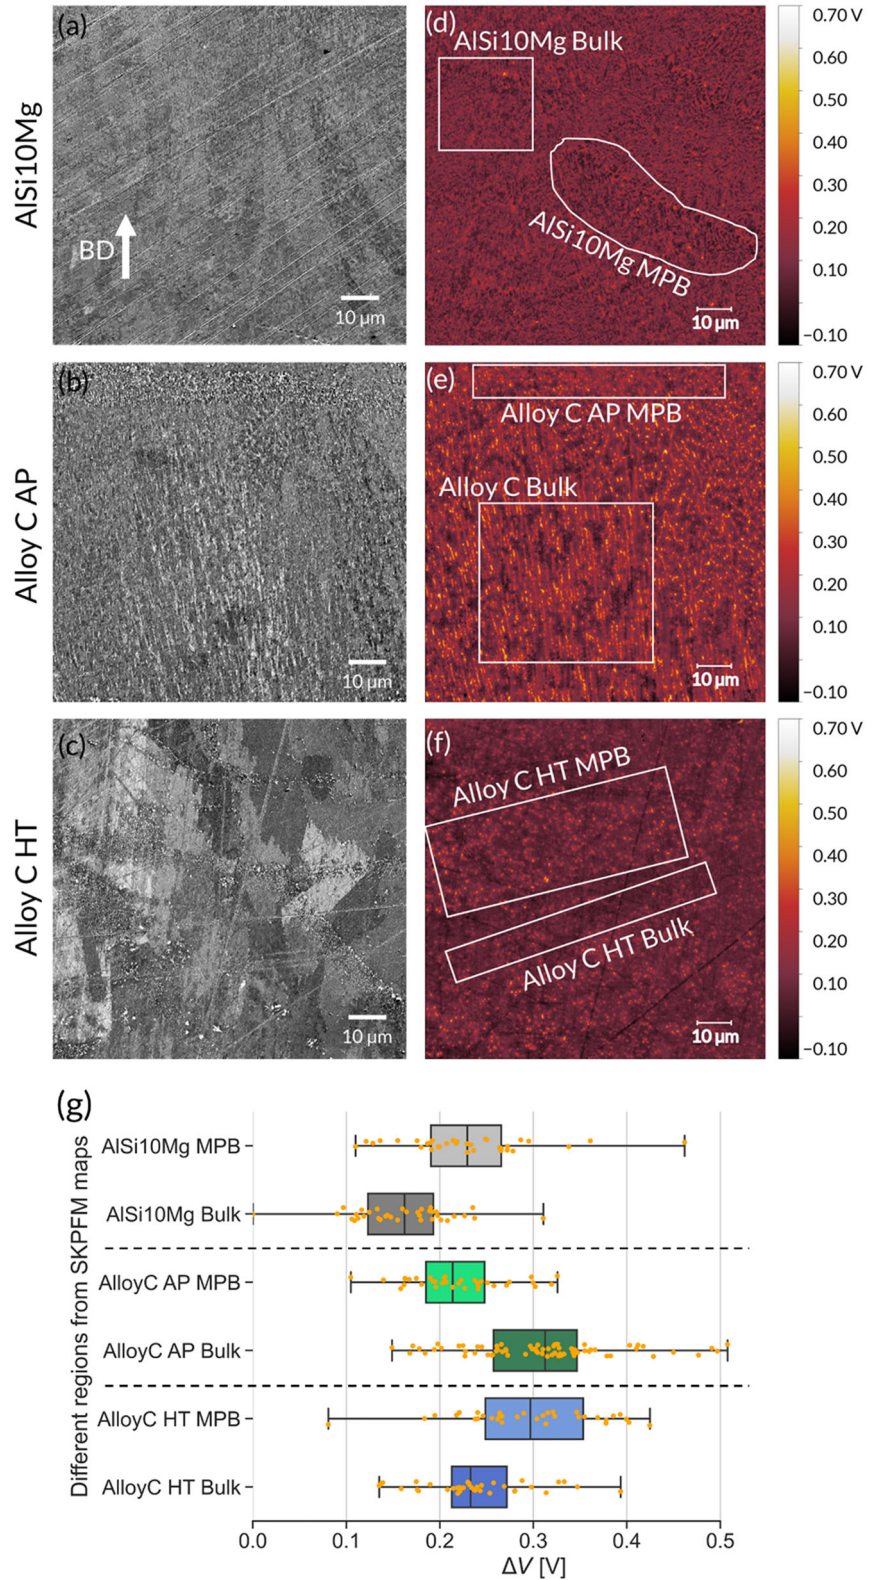 (a)
AlSi10Mg
BD
10 µm
(d)
AlSi10Mg Bulk
AlSi10Mg MPB
10 µm
0.70 V
0.60
0.50
0.40
0.30
0.20
0.10
−0.10
(b)
Alloy C AP
10 µm
(e)
Alloy C AP MPB
Alloy C Bulk
10 µm
0.70 V
0.60
0.50
0.40
0.30
0.20
0.10
−0.10
(c)
Alloy C HT
10 µm
(f)
Alloy C HT MPB
Alloy C HT Bulk
10 µm
0.70 V
0.60
0.50
0.40
0.30
0.20
0.10
−0.10
(g)
Different regions from SKPFM maps
AlSi10Mg MPB
AlSi10Mg Bulk
AlloyC AP MPB
AlloyC AP Bulk
AlloyC HT MPB
AlloyC HT Bulk
0.0 0.1 0.2 0.3 0.4 0.5
ΔV [V]